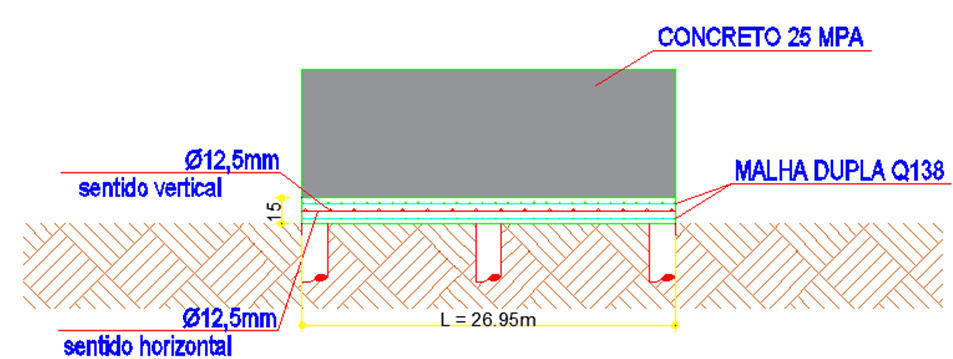 CONCRETO 25 MPA
Ø12,5mm
sentido vertical
MALHA DUPLA Q138
15
Ø12,5mm
sentido horizontal
L = 26.95m